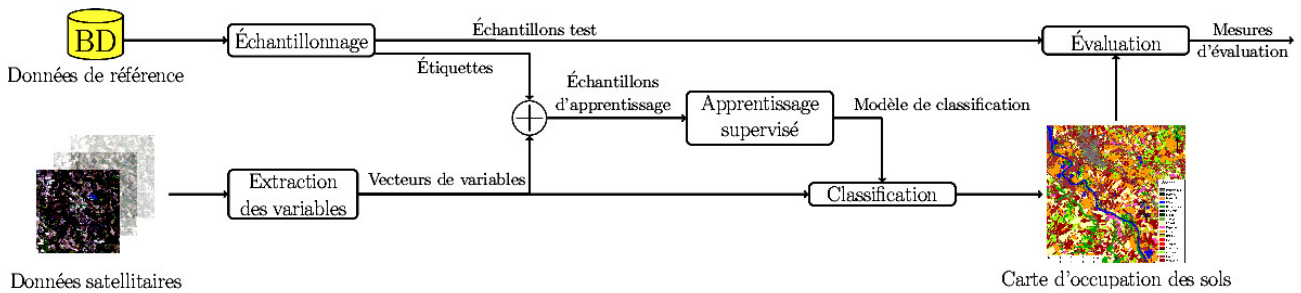 BD
Données de référence
Échantillonnage
Échantillons test
Étiquettes
Échantillons
d'apprentissage
Apprentissage
supervisé
Modèle de classification
Évaluation
Mesures
d'évaluation
Données satellitaires
Extraction
des variables
Vecteurs de variables
Classification
Carte d'occupation des sols